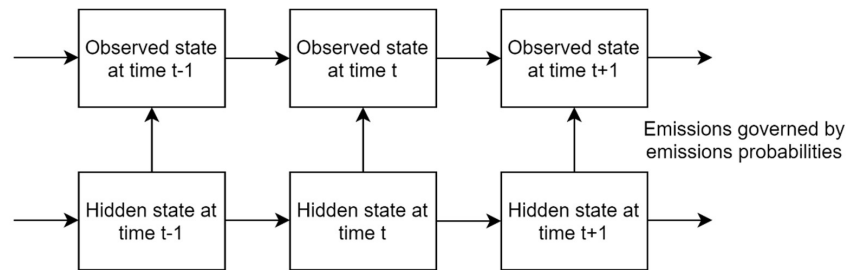 Observed state
at time t-1
Observed state
at time t
Observed state
at time t+1
Emissions governed by
emissions probabilities
Hidden state at
time t-1
Hidden state at
time t
Hidden state at
time t+1